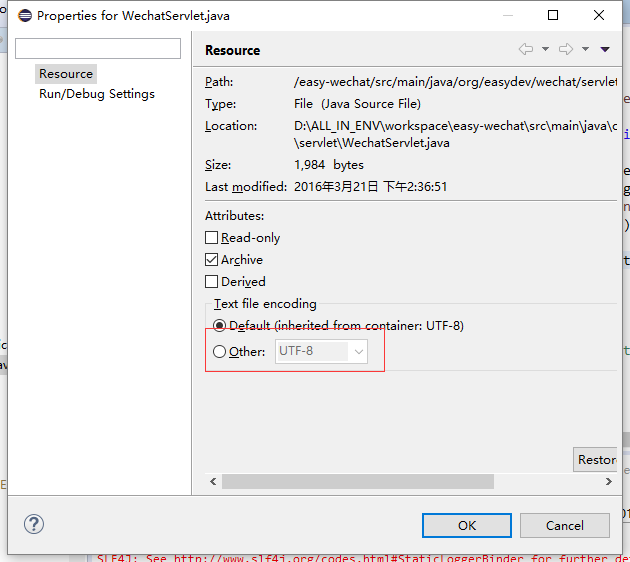 Properties for WechatServlet.java
Resource
Run/Debug Settings
Resource
Path: /easy-wechat/src/main/java/org/easydev/wechat/servlet
Type: File (Java Source File)
Location: D:\ALL_IN_ENV\workspace\easy-wechat\src\main\java\o
\servlet\WechatServlet.java
Size: 1,984 bytes
Last modified: 2016年3月21日 下午2:36:51
Attributes:
Read-only
Archive
Derived
Text file encoding
Default (inherited from container: UTF-8)
Other: UTF-8
Restor
OK
Cancel
SLF4J: See http://www.slf4j.org/codes.html#StaticLoggerBinder for further de